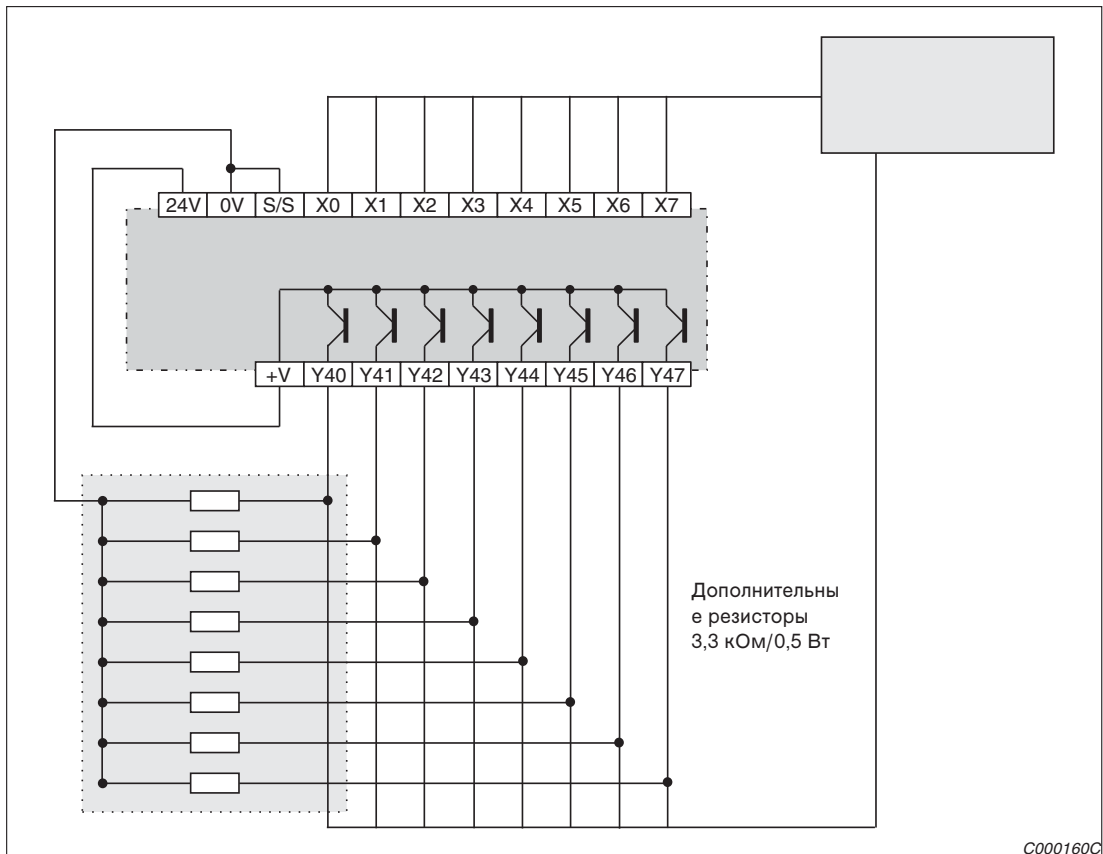 24V 0V S/S X0 X1 X2 X3 X4 X5 X6 X7
+V Y40 Y41 Y42 Y43 Y44 Y45 Y46 Y47
Дополнительны
е резисторы
3,3 кОм/0,5 Вт
C000160C